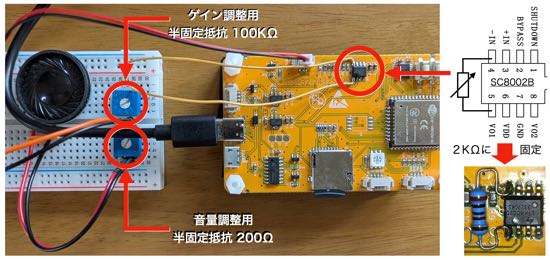 ゲイン調整用
半固定抵抗 100KΩ
音量調整用
半固定抵抗 200Ω
-IN
+IN
BYPASS
SHUTDOWN
4 3 2 1
SC8002B
5 6 7 8
VO1
VDD
GND
VO2
2KΩに 固定